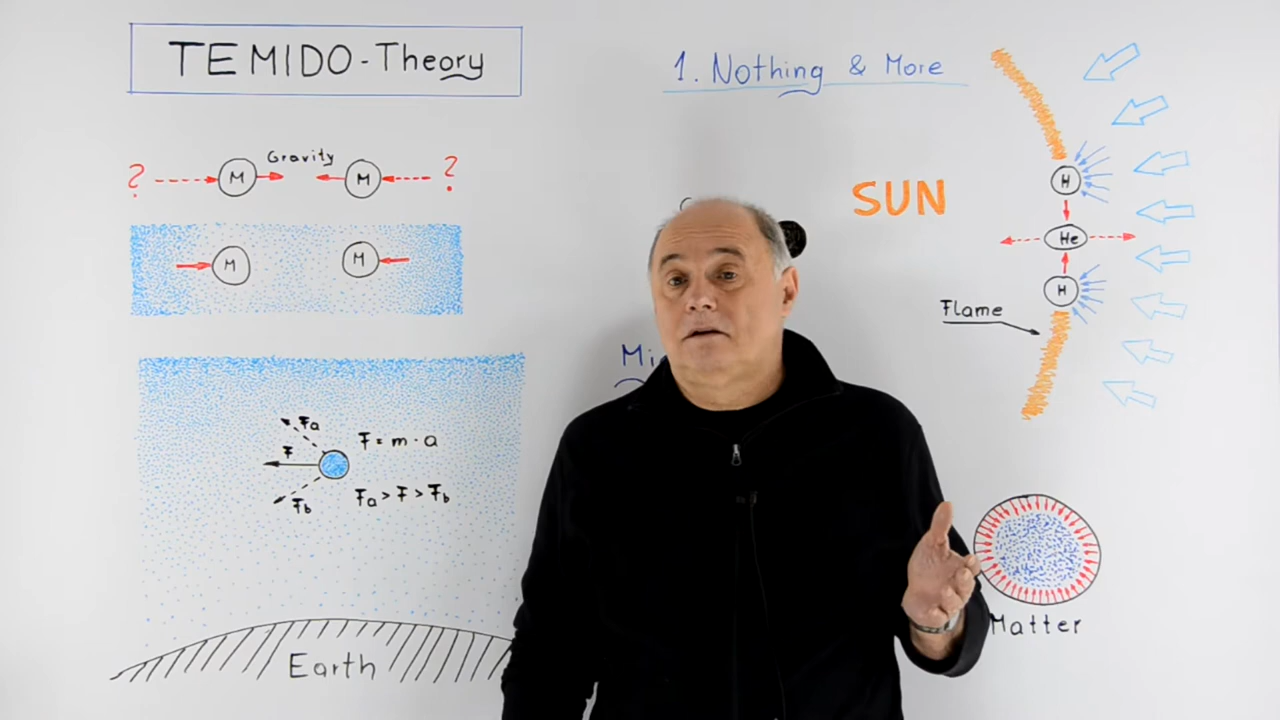 TEMIDO-Theory
1. Nothing & More
? Gravity ?
M M
M M
SUN
H
He
H
Flame
Fa
F
Fb
F = m · a
Fa > F > Fb
Earth
Matter